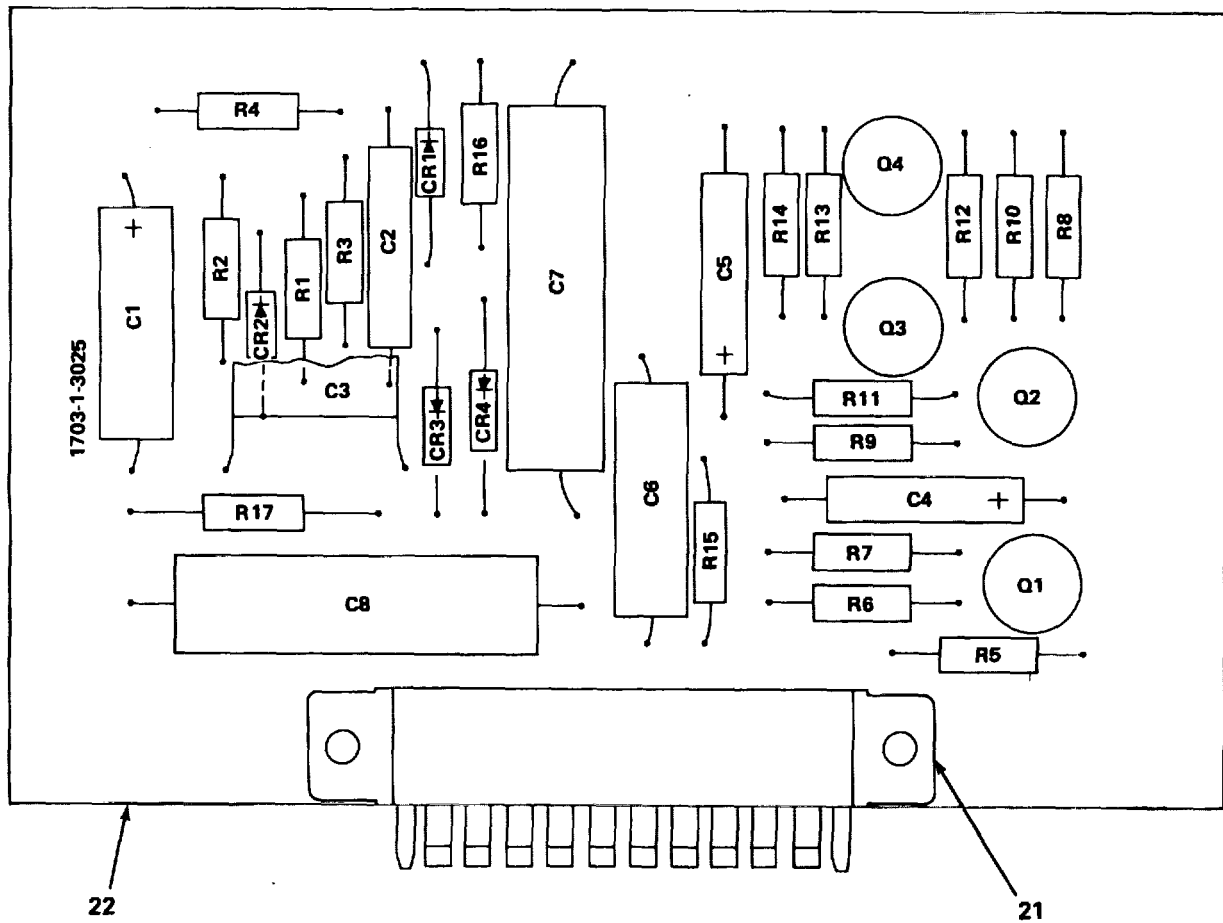 R4
CR1
R16
C7
C1
+
R2
CR2
R1
R3
C2
C3
CR3
CR4
1703-1-3025
R17
C8
C6
R15
C5
+
R14
R13
Q4
R12
R10
R8
Q3
R11
Q2
R9
C4 +
R7
R6
Q1
R5
22
21